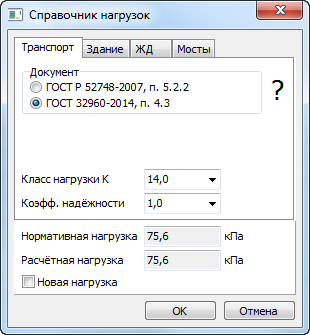 Справочник нагрузок
Транспорт Здание ЖД Мосты
Документ
ГОСТ Р 52748-2007, п. 5.2.2
ГОСТ 32960-2014, п. 4.3
?
Класс нагрузки К 14,0
Коэфф. надёжности 1,0
Нормативная нагрузка 75,6 кПа
Расчётная нагрузка 75,6 кПа
Новая нагрузка
ОК Отмена